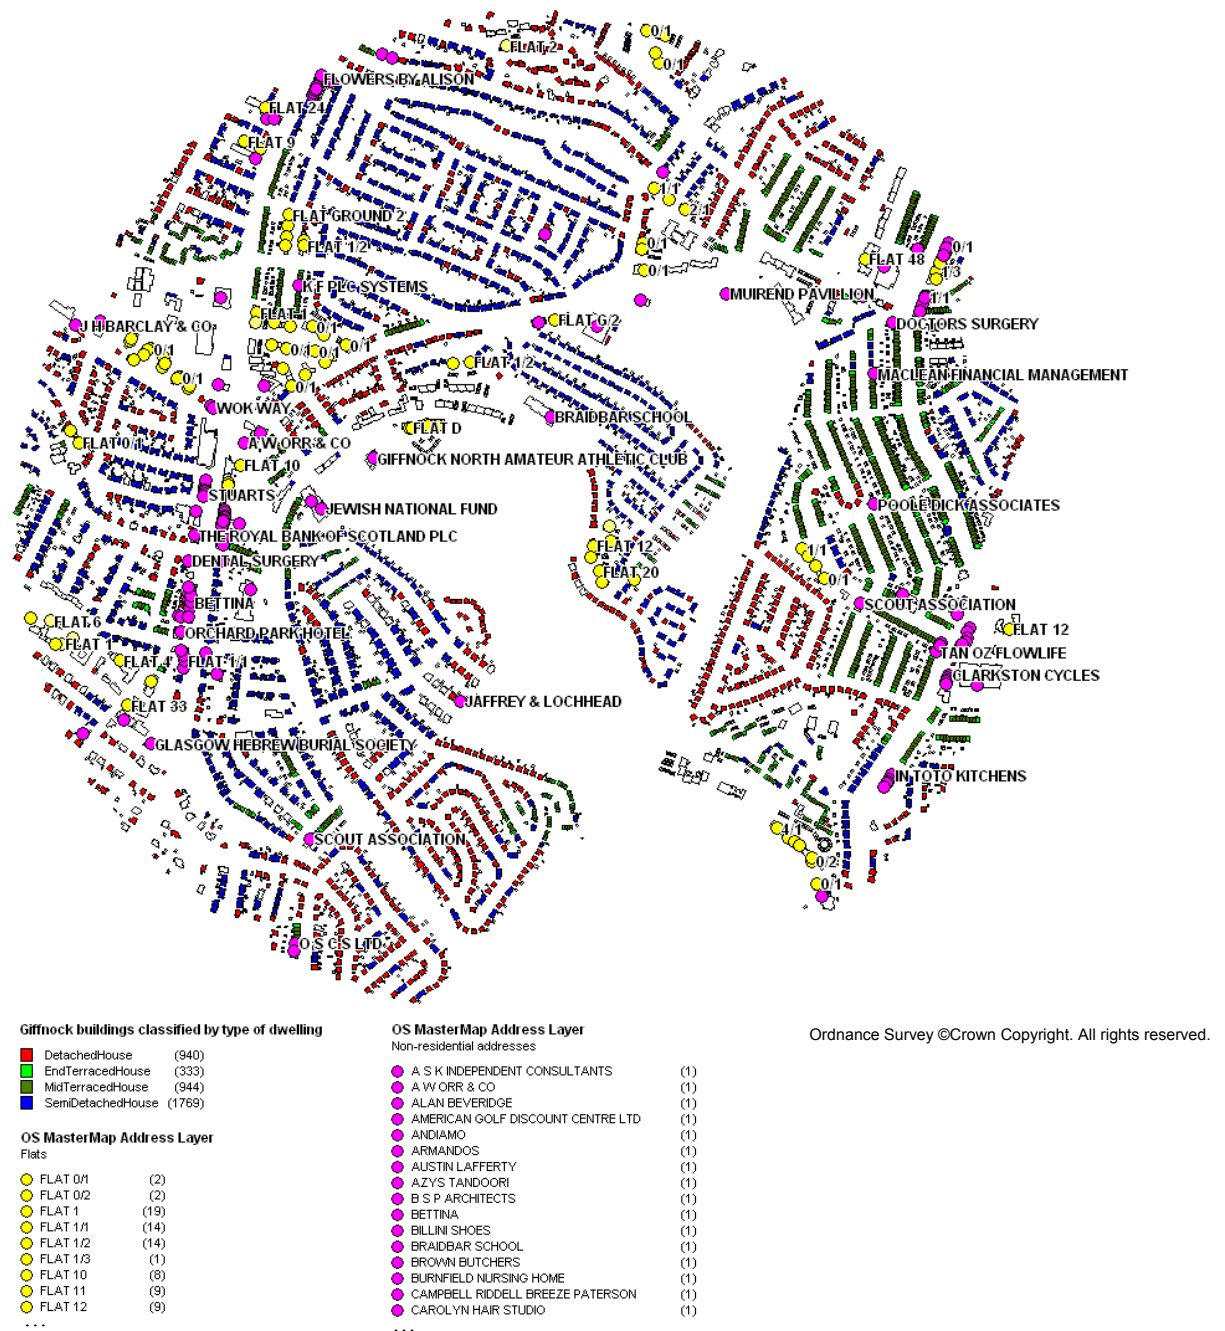 0/1
FLAT 2
0/1
FLOWERS BY ALISON
FLAT 24
FLAT 9
1/1
2/1
FLAT GROUND 2
FLAT 1/2
0/1
0/1
0/1
FLAT 48
1/3
K F PLC SYSTEMS
MUIREND PAVILLION
1/1
FLAT 1
0/1
FLAT G/2
J H BARCLAY & CO
DOCTORS SURGERY
0/1
0/1
0/1
0/1
FLAT 1/2
MACLEAN FINANCIAL MANAGEMENT
0/1
0/1
WOK WAY
BRAIDBAR SCHOOL
FLAT D
FLAT 0/1
A W ORR & CO
GIFFNOCK NORTH AMATEUR ATHLETIC CLUB
FLAT 10
STUARTS
JEWISH NATIONAL FUND
POOLE DICK ASSOCIATES
THE ROYAL BANK OF SCOTLAND PLC
FLAT 12
1/1
DENTAL SURGERY
FLAT 20
0/1
BETTINA
SCOUT ASSOCIATION
FLAT 6
FLAT 12
ORCHARD PARK HOTEL
FLAT 1
TAN OZ FLOWLIFE
FLAT 4
FLAT 1/1
CLARKSTON CYCLES
JAFFREY & LOCHHEAD
FLAT 33
GLASGOW HEBREW BURIAL SOCIETY
IN TOTO KITCHENS
4/1
SCOUT ASSOCIATION
0/2
0/1
O S C S LTD
Giffnock buildings classified by type of dwelling
DetachedHouse (940)
EndTerracedHouse (333)
MidTerracedHouse (944)
SemiDetachedHouse (1769)
OS MasterMap Address Layer
Flats
FLAT 0/1 (2)
FLAT 0/2 (2)
FLAT 1 (19)
FLAT 1/1 (14)
FLAT 1/2 (14)
FLAT 1/3 (1)
FLAT 10 (8)
FLAT 11 (9)
FLAT 12 (9)
...
OS MasterMap Address Layer
Non-residential addresses
A S K INDEPENDENT CONSULTANTS (1)
A W ORR & CO (1)
ALAN BEVERIDGE (1)
AMERICAN GOLF DISCOUNT CENTRE LTD (1)
ANDIAMO (1)
ARMANDOS (1)
AUSTIN LAFFERTY (1)
AZYS TANDOORI (1)
B S P ARCHITECTS (1)
BETTINA (1)
BILLINI SHOES (1)
BRAIDBAR SCHOOL (1)
BROWN BUTCHERS (1)
BURNFIELD NURSING HOME (1)
CAMPBELL RIDDELL BREEZE PATERSON (1)
CAROLYN HAIR STUDIO (1)
...
Ordnance Survey ©Crown Copyright. All rights reserved.